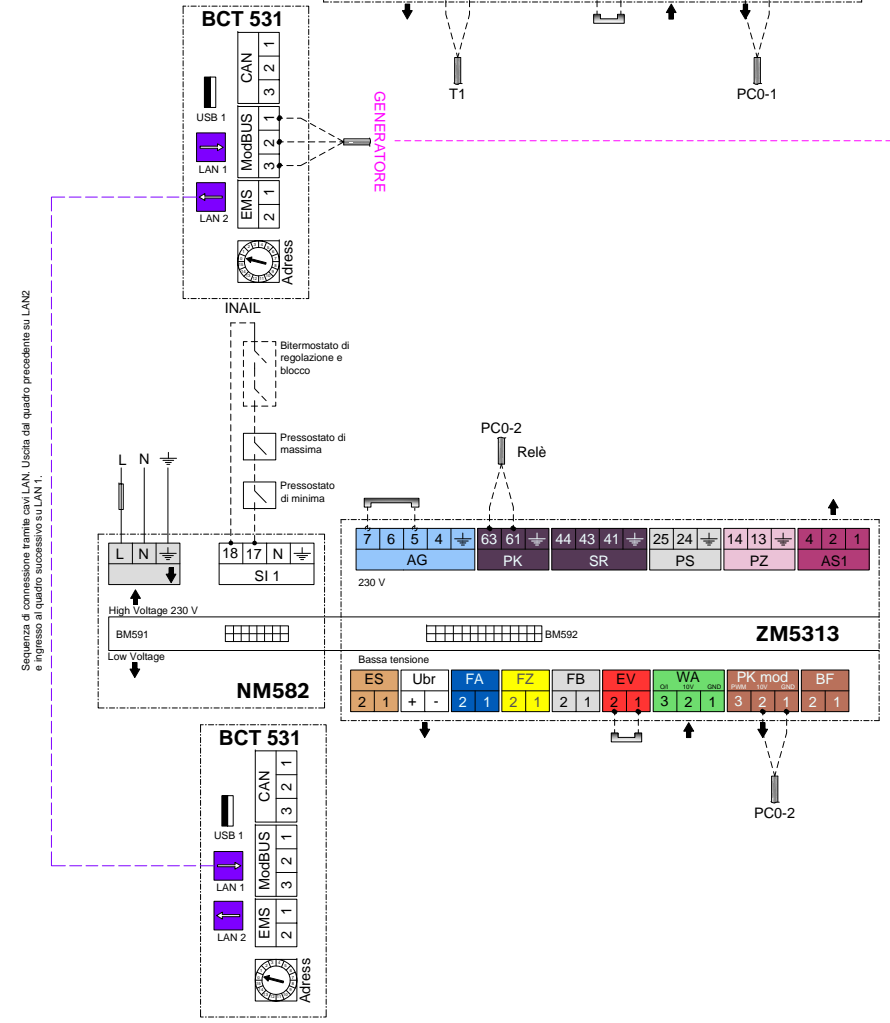 BCT 531
T1
PC0-1
CAN
1
2
3
USB 1
ModBUS
1
2
3
LAN 1
GENERATORE
EMS
1
2
LAN 2
Adress
INAIL
Bitermostato di
regolazione e
blocco
Pressostato di
massima
Pressostato
di minima
Sequenza di connessione tramite cavi LAN. Uscita dal quadro precedente su LAN2
e ingresso al quadro successivo su LAN 1.
PC0-2
Relè
L N
L N
18 17 N
SI 1
7 6 5 4
AG
63 61
PK
44 43 41
SR
25 24
PS
14 13
PZ
4 2 1
AS1
230 V
High Voltage 230 V
BM591
BM592
ZM5313
Low Voltage
NM582
Bassa tensione
ES
2 1
Ubr
+ -
FA
2 1
FZ
2 1
FB
2 1
EV
2 1
WA
0/I 10V GND
3 2 1
PK mod
PWM 10V GND
3 2 1
BF
2 1
PC0-2
BCT 531
CAN
1
2
3
USB 1
ModBUS
1
2
3
LAN 1
EMS
1
2
LAN 2
Adress